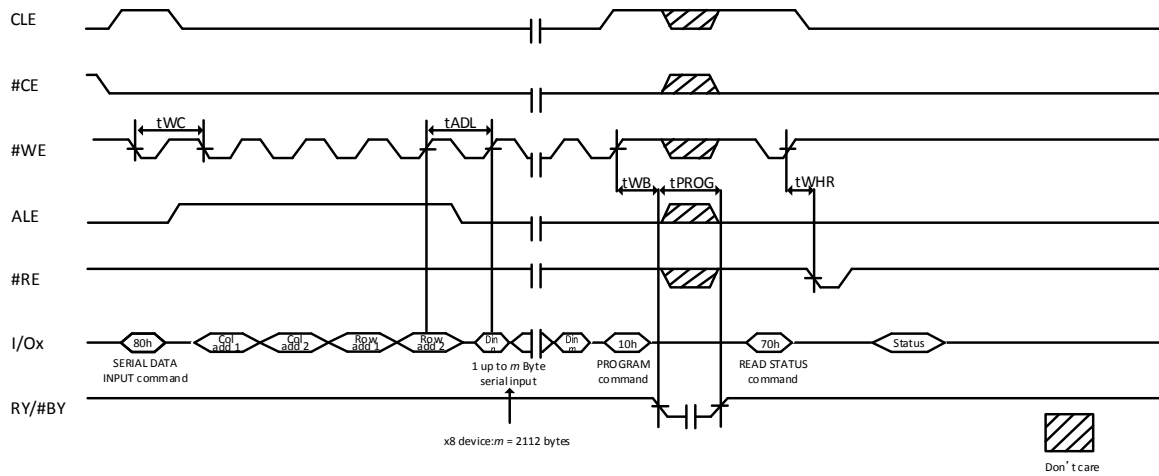 CLE
#CE
tWC
tADL
#WE
tWB
tPROG
tWHR
ALE
#RE
I/Ox
80h
Col
add 1
Col
add 2
Row
add 1
Row
add 2
Din
n
Din
m
10h
70h
Status
SERIAL DATA
INPUT command
1 up to m Byte
serial input
PROGRAM
command
READ STATUS
command
RY/#BY
x8 device:m = 2112 bytes
Don't care